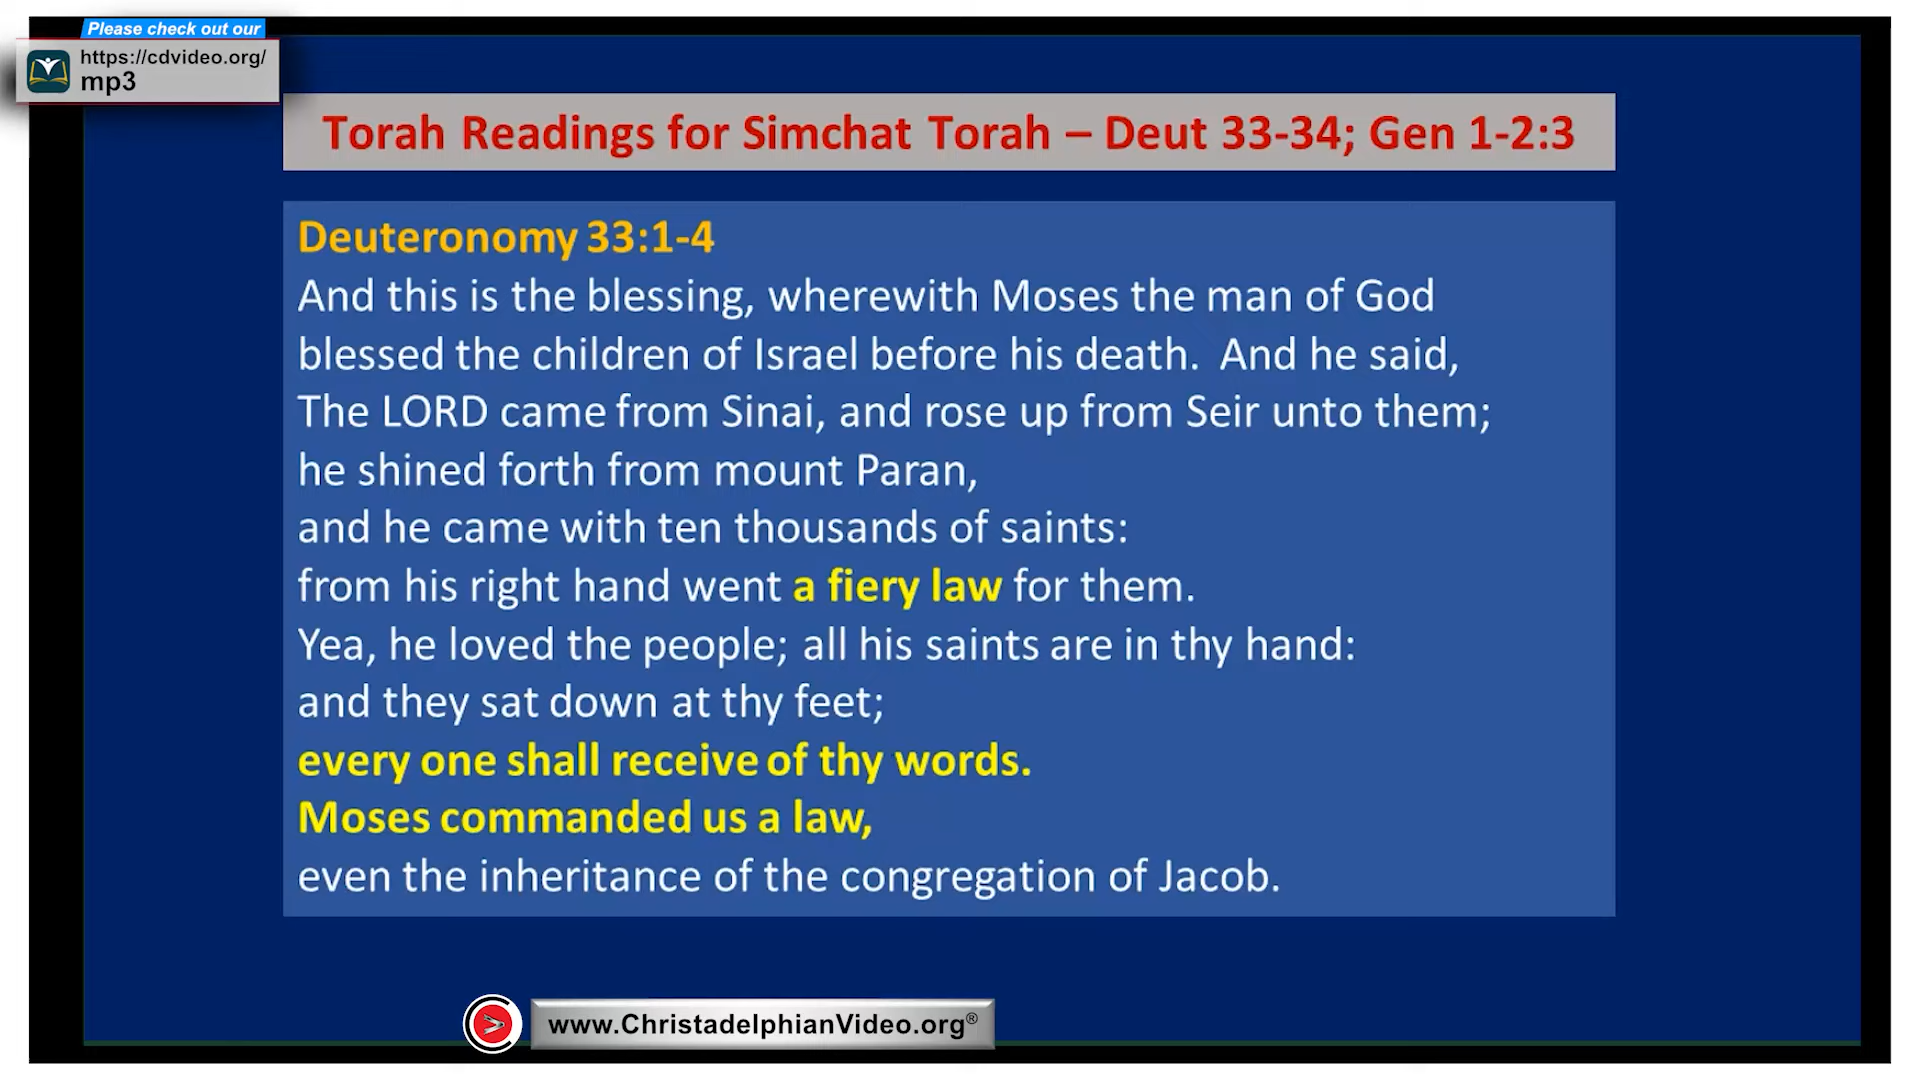 Please check out our
https://cdvideo.org/
mp3
Torah Readings for Simchat Torah – Deut 33-34; Gen 1-2:3
Deuteronomy 33:1-4
And this is the blessing, wherewith Moses the man of God
blessed the children of Israel before his death.  And he said,
The LORD came from Sinai, and rose up from Seir unto them;
he shined forth from mount Paran,
and he came with ten thousands of saints:
from his right hand went a fiery law for them.
Yea, he loved the people; all his saints are in thy hand:
and they sat down at thy feet;
every one shall receive of thy words.
Moses commanded us a law,
even the inheritance of the congregation of Jacob.
www.ChristadelphianVideo.org®